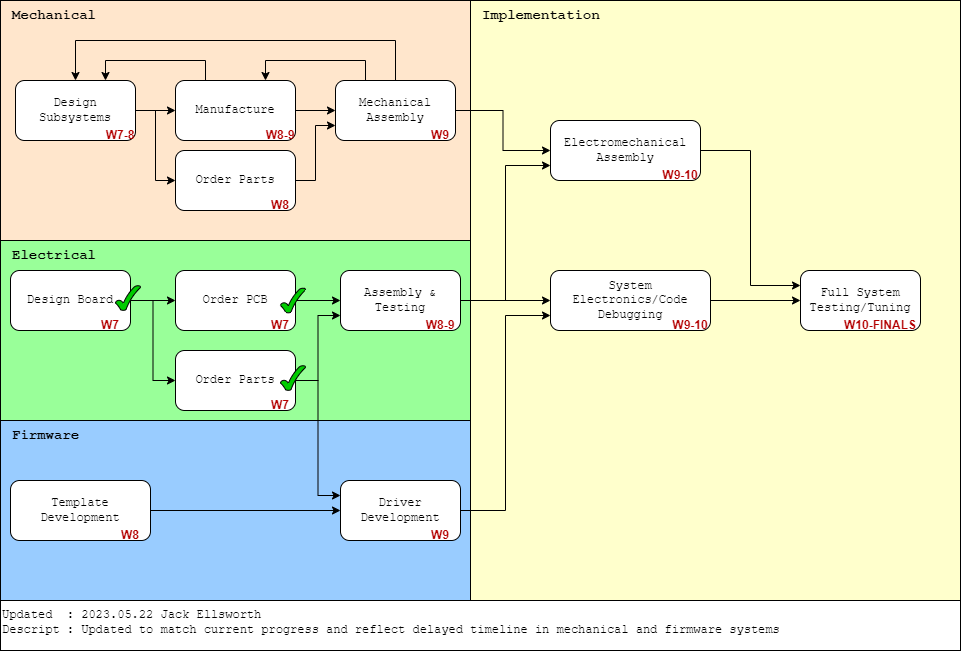 Mechanical
Design
Subsystems
W7-8
Manufacture
W8-9
Mechanical
Assembly
W9
Order Parts
W8
Electrical
Design Board
W7
Order PCB
W7
Assembly &
Testing
W8-9
Order Parts
W7
Firmware
Template
Development
W8
Driver
Development
W9
Implementation
Electromechanical
Assembly
W9-10
System
Electronics/Code
Debugging
W9-10
Full System
Testing/Tuning
W10-FINALS
Updated : 2023.05.22 Jack Ellsworth
Descript : Updated to match current progress and reflect delayed timeline in mechanical and firmware systems